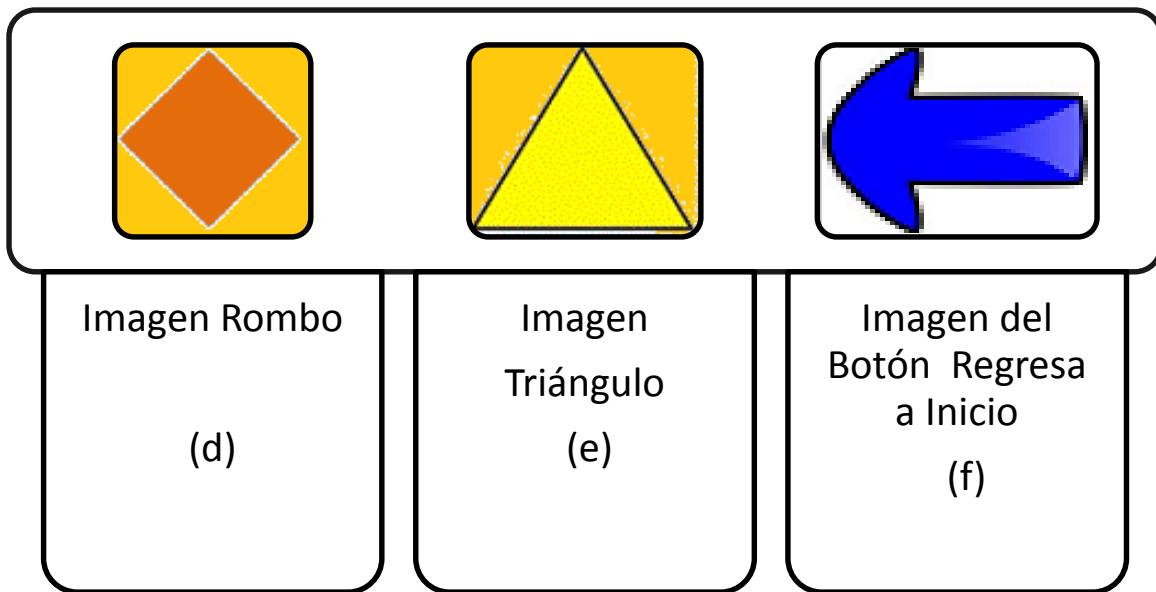 Imagen Rombo
(d)
Imagen
Triángulo
(e)
Imagen del
Botón Regresa
a Inicio
(f)